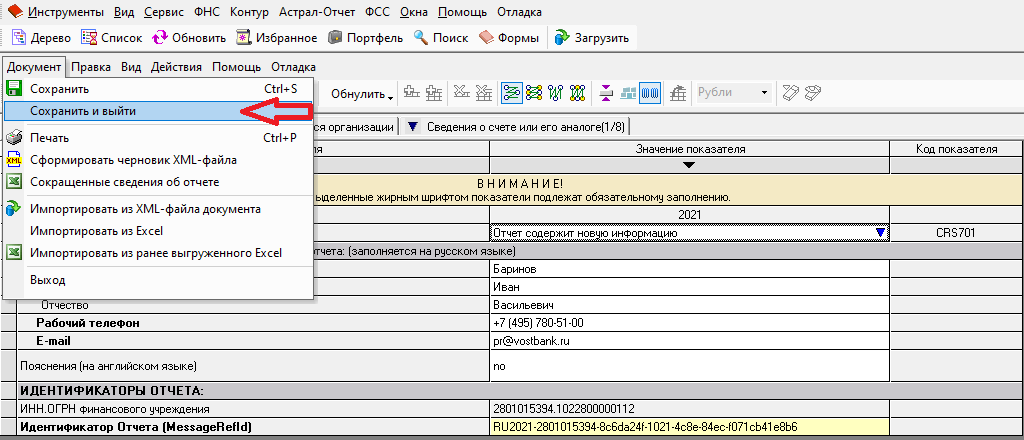 Инструменты Вид Сервис ФНС Контур Астрал-Отчет ФСС Окна Помощь Отладка
Дерево Список Обновить Избранное Портфель Поиск Формы Загрузить
Документ Правка Вид Действия Помощь Отладка
Сохранить Ctrl+S
Обнулить Рубли
Сохранить и выйти
ся организации Сведения о счете или его аналоге(1/8)
Печать Ctrl+P
ля Значение показателя Код показателя
XML Сформировать черновик XML-файла
Сокращенные сведения об отчете
В Н И М А Н И Е!
ыделенные жирным шрифтом показатели подлежат обязательному заполнению.
Импортировать из XML-файла документа
2021
Импортировать из Excel
Отчет содержит новую информацию CRS701
Импортировать из ранее выгруженного Excel
отчета: (заполняется на русском языке)
Баринов
Выход
Иван
Отчество Васильевич
Рабочий телефон +7 (495) 780-51-00
E-mail pr@vostbank.ru
Пояснения (на английском языке) no
ИДЕНТИФИКАТОРЫ ОТЧЕТА:
ИНН.ОГРН финансового учреждения 2801015394.1022800000112
Идентификатор Отчета (MessageRefId) RU2021-2801015394-8c6da24f-1021-4c8e-84ec-f071cb41e8b6